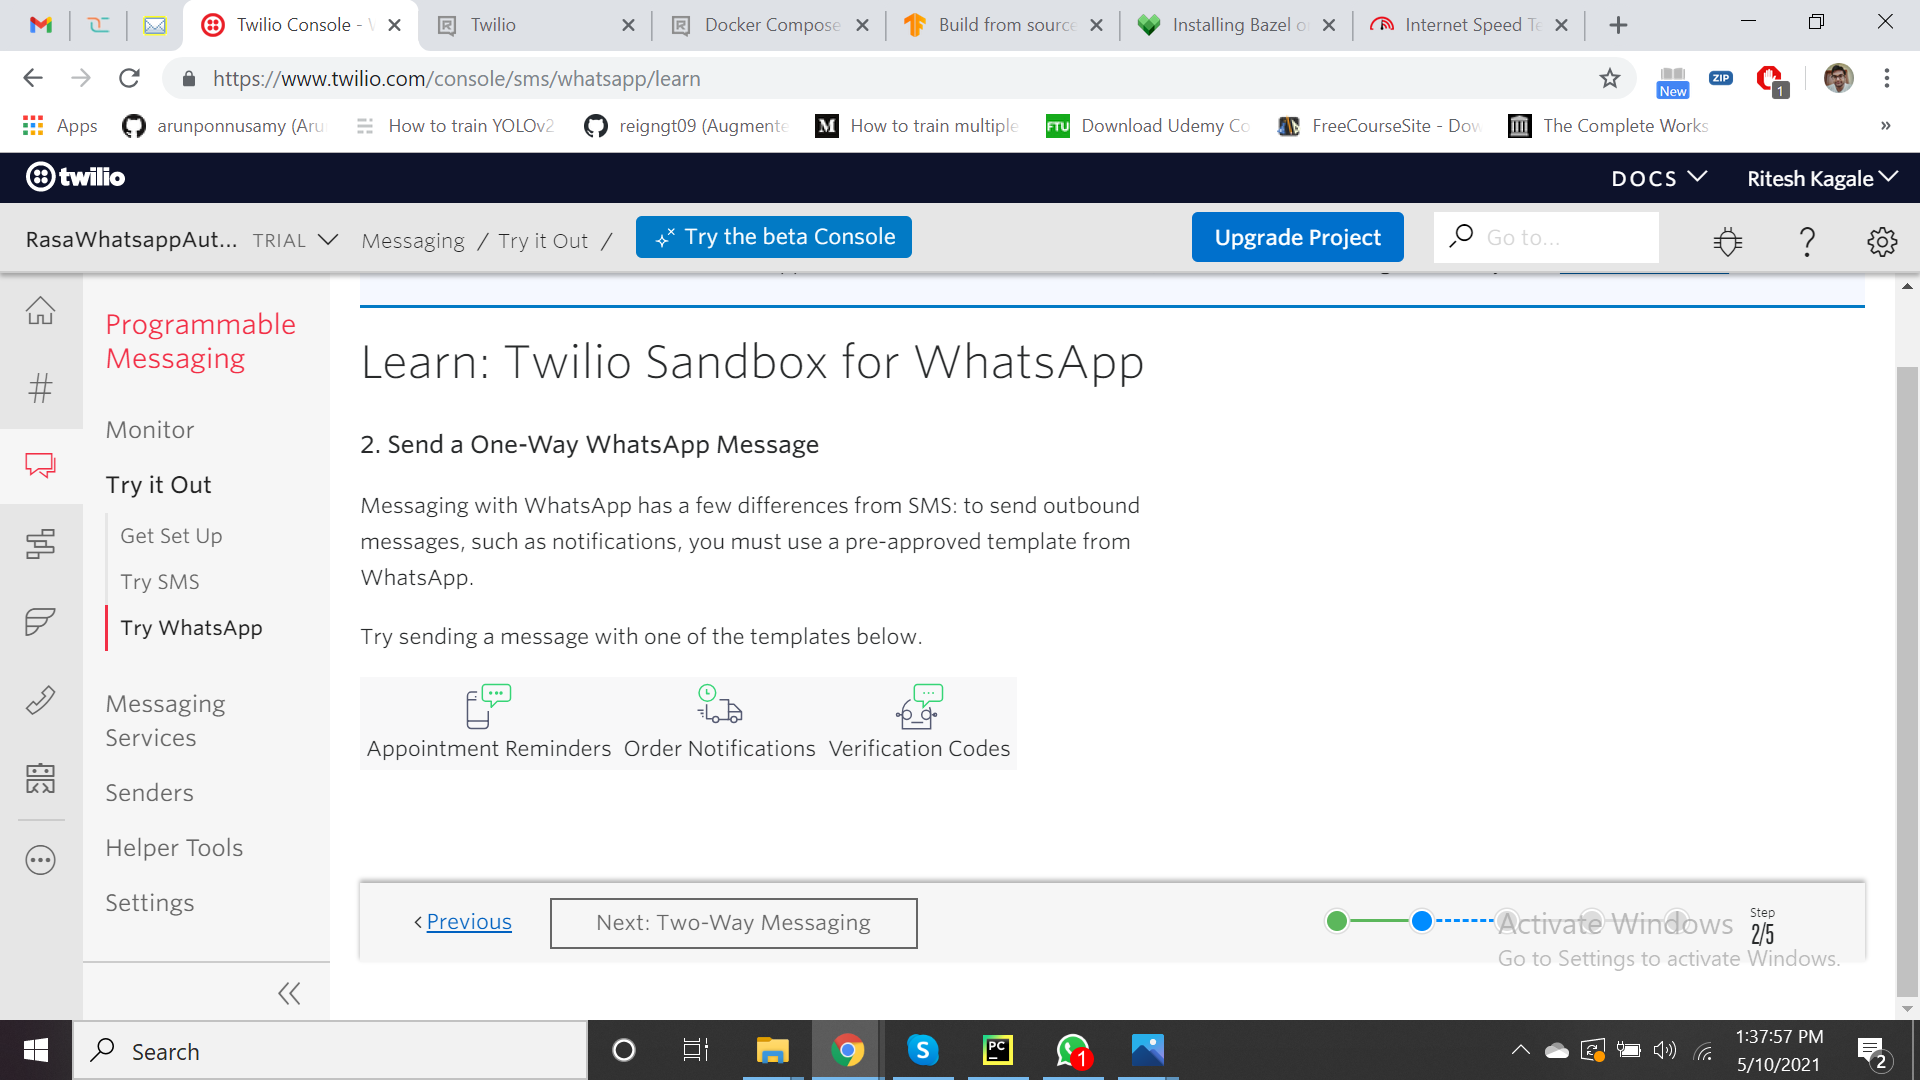 Twilio Console - W
Twilio
Docker Compose
Build from source
Installing Bazel o
Internet Speed Te
https://www.twilio.com/console/sms/whatsapp/learn
New
ZIP
1
Apps
arunponnusamy (Aru
How to train YOLOv2
reigngt09 (Augmente
How to train multiple
FTU
Download Udemy Co
FreeCourseSite - Dow
The Complete Works
»
twilio
DOCS
Ritesh Kagale
RasaWhatsappAut...
TRIAL
Messaging / Try it Out /
Try the beta Console
Upgrade Project
Go to...
Programmable
Messaging
Monitor
Try it Out
Get Set Up
Try SMS
Try WhatsApp
Messaging
Services
Senders
Helper Tools
Settings
Learn: Twilio Sandbox for WhatsApp
2. Send a One-Way WhatsApp Message
Messaging with WhatsApp has a few differences from SMS: to send outbound
messages, such as notifications, you must use a pre-approved template from
WhatsApp.
Try sending a message with one of the templates below.
Appointment Reminders
Order Notifications
Verification Codes
Previous
Next: Two-Way Messaging
Step
2/5
Activate Windows
Go to Settings to activate Windows.
Search
S
PC
1
1:37:57 PM
5/10/2021
2